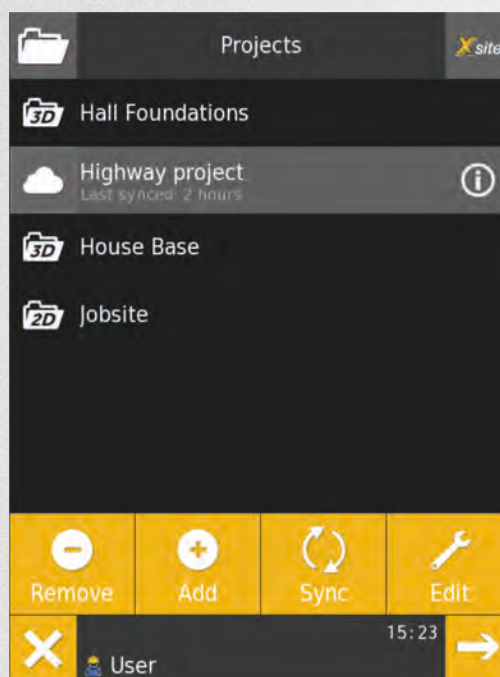 Projects
Xsite
3D Hall Foundations
Highway project
Last synced: 2 hours
3D House Base
2D Jobsite
Remove Add Sync Edit
15:23
User